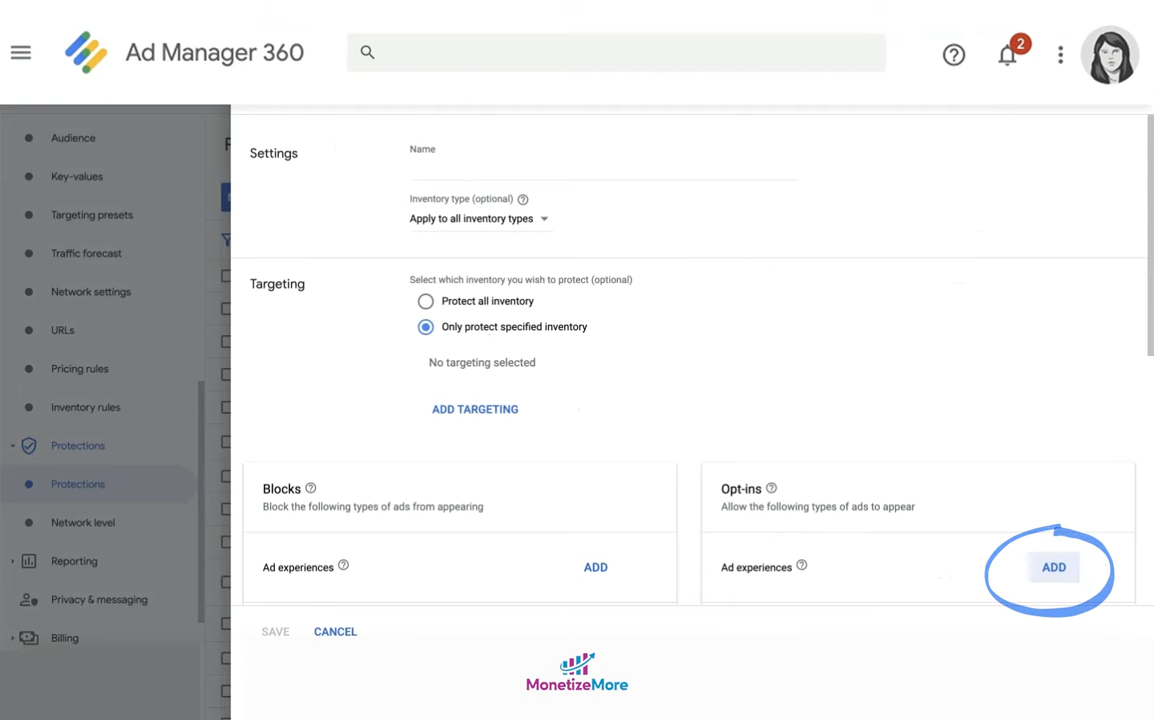 Ad Manager 360
2
Audience
Key-values
Targeting presets
Traffic forecast
Network settings
URLs
Pricing rules
Inventory rules
Protections
Protections
Network level
Reporting
Privacy & messaging
Billing
Settings
Name
Inventory type (optional)
Apply to all inventory types
Targeting
Select which inventory you wish to protect (optional)
Protect all inventory
Only protect specified inventory
No targeting selected
ADD TARGETING
Blocks
Block the following types of ads from appearing
Ad experiences ADD
Opt-ins
Allow the following types of ads to appear
Ad experiences ADD
SAVE CANCEL
MonetizeMore